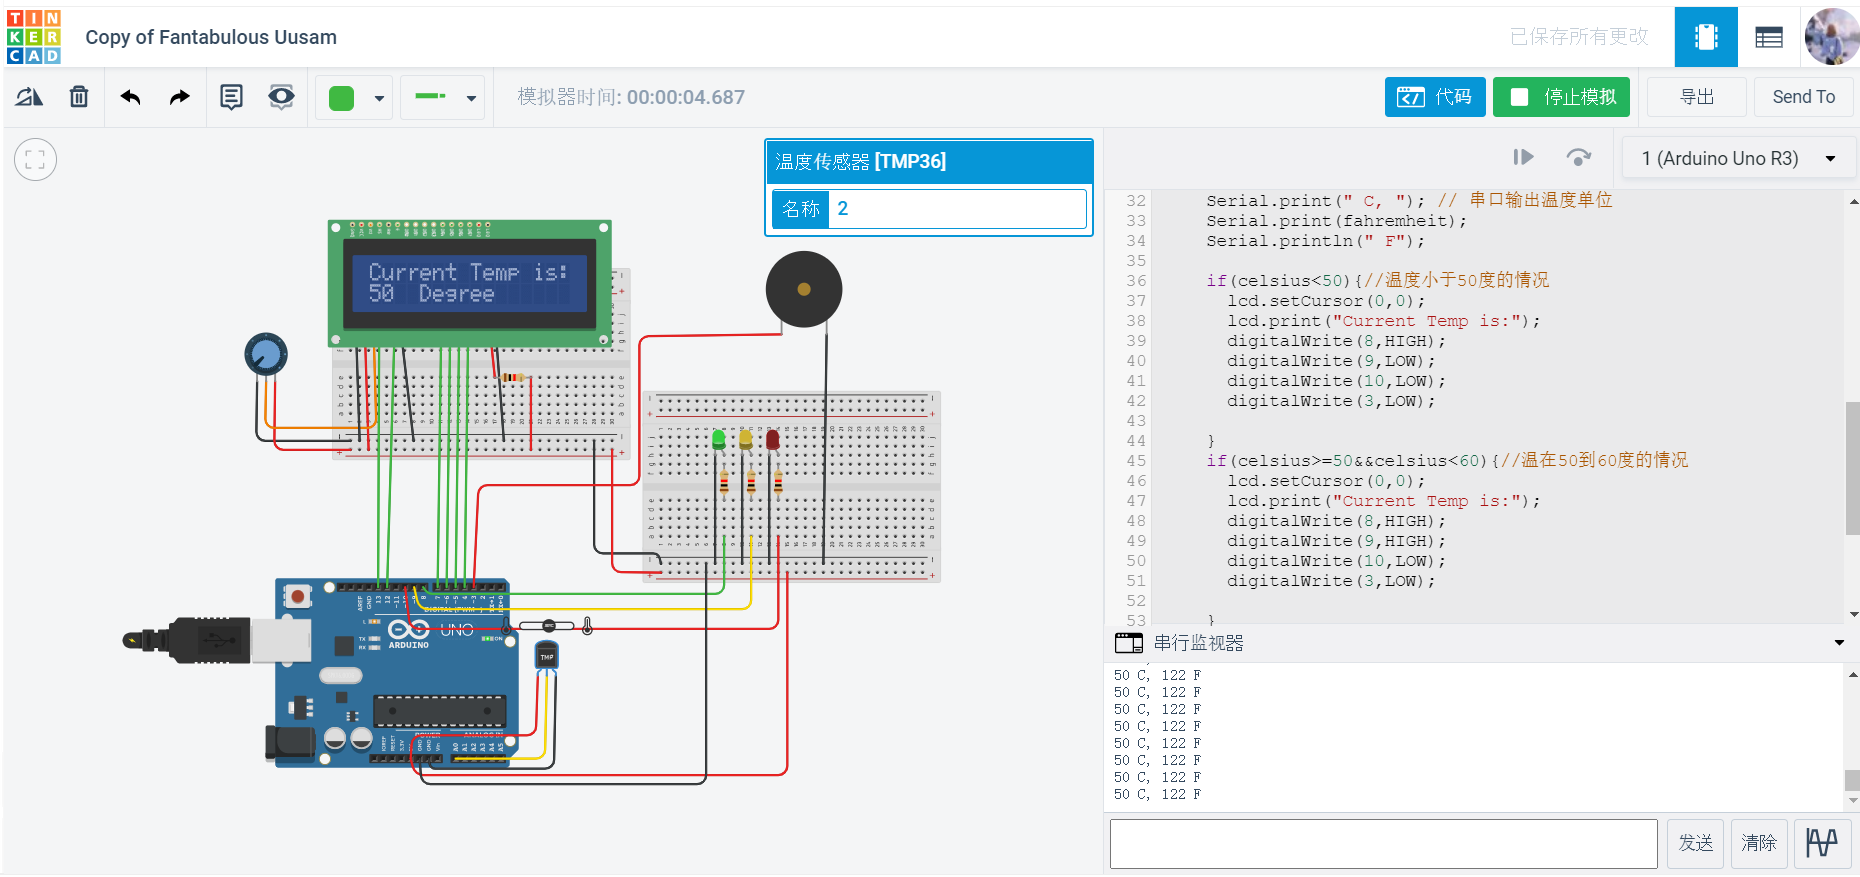 TINKERCAD
Copy of Fantabulous Uusam
已保存所有更改
模拟器时间: 00:00:04.687
代码
停止模拟
导出
Send To
温度传感器 [TMP36]
名称
2
1 (Arduino Uno R3)
Current Temp is:
50 Degree
UNO
ARDUINO
TMP
32 Serial.print(" C, "); // 串口输出温度单位
33 Serial.print(fahremheit);
34 Serial.println(" F");
35
36 if(celsius<50){//温度小于50度的情况
37 lcd.setCursor(0,0);
38 lcd.print("Current Temp is:");
39 digitalWrite(8,HIGH);
40 digitalWrite(9,LOW);
41 digitalWrite(10,LOW);
42 digitalWrite(3,LOW);
43
44 }
45 if(celsius>=50&&celsius<60){//温在50到60度的情况
46 lcd.setCursor(0,0);
47 lcd.print("Current Temp is:");
48 digitalWrite(8,HIGH);
49 digitalWrite(9,HIGH);
50 digitalWrite(10,LOW);
51 digitalWrite(3,LOW);
52
53 }
串行监视器
50 C, 122 F
50 C, 122 F
50 C, 122 F
50 C, 122 F
50 C, 122 F
50 C, 122 F
50 C, 122 F
50 C, 122 F
发送
清除